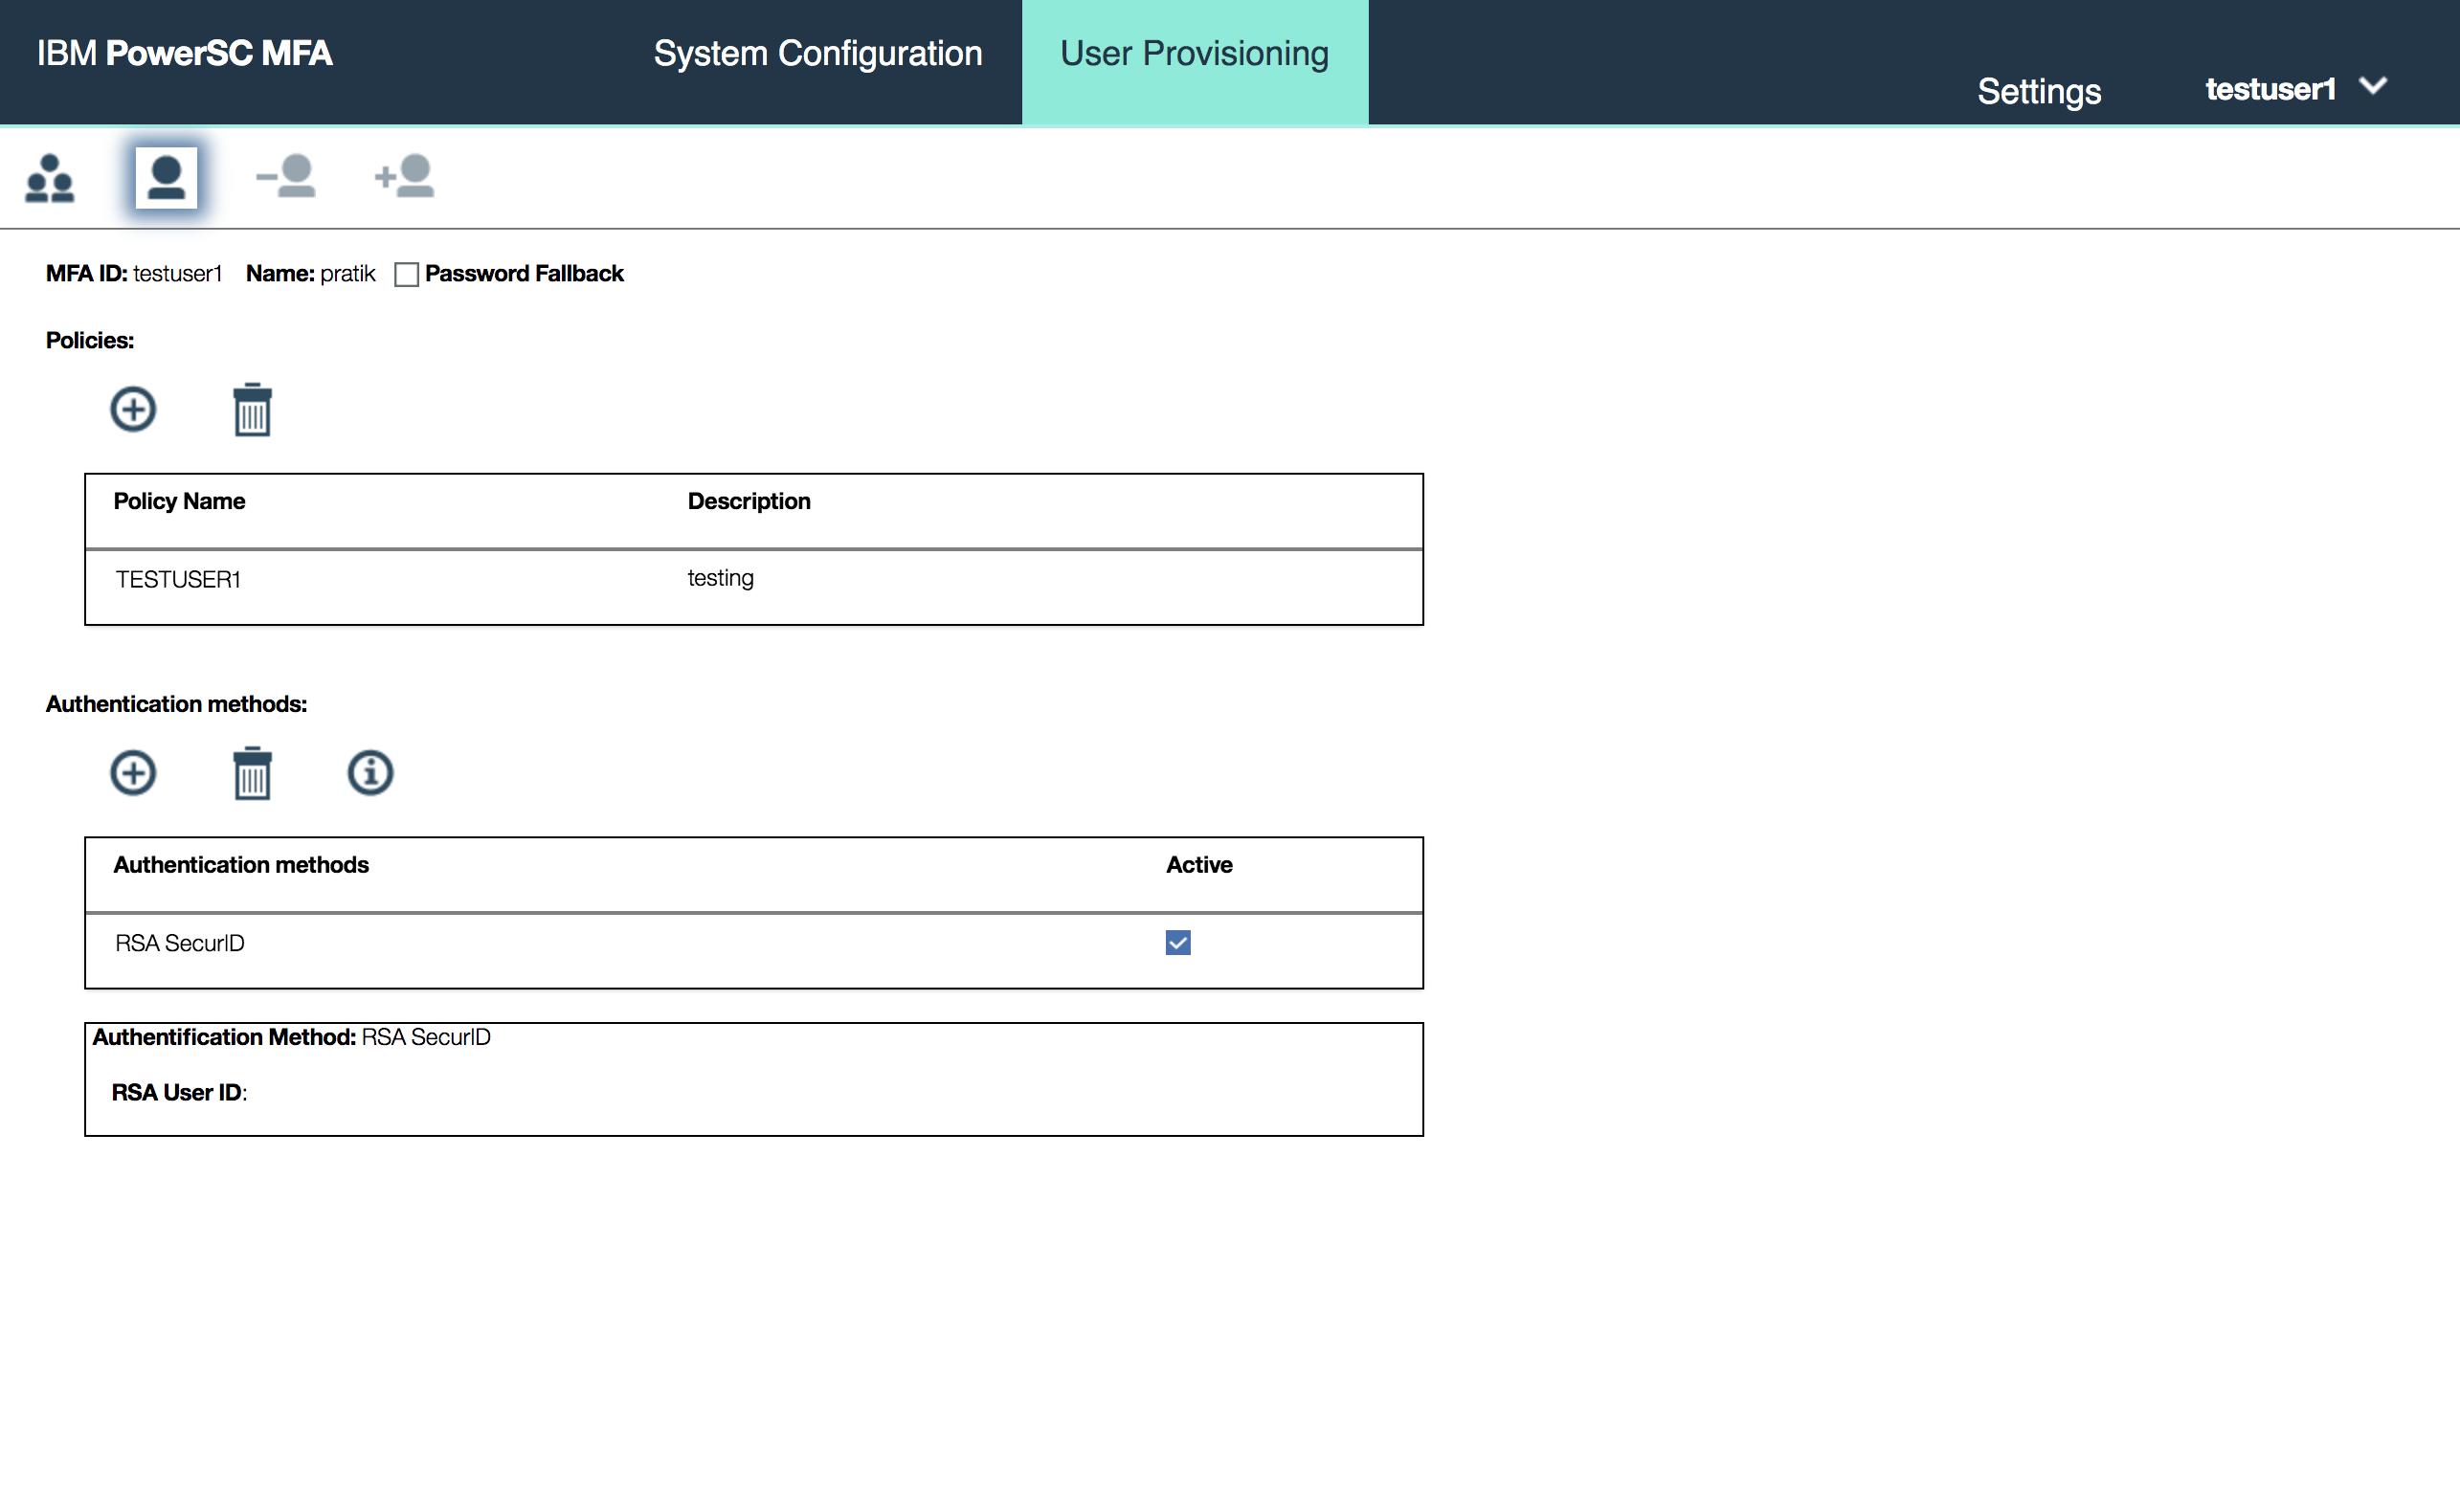 IBM PowerSC MFA
System Configuration
User Provisioning
Settings
testuser1
MFA ID: testuser1 Name: pratik Password Fallback
Policies:
Policy Name Description
TESTUSER1 testing
Authentication methods:
Authentication methods Active
RSA SecurID
Authentification Method: RSA SecurID
RSA User ID: